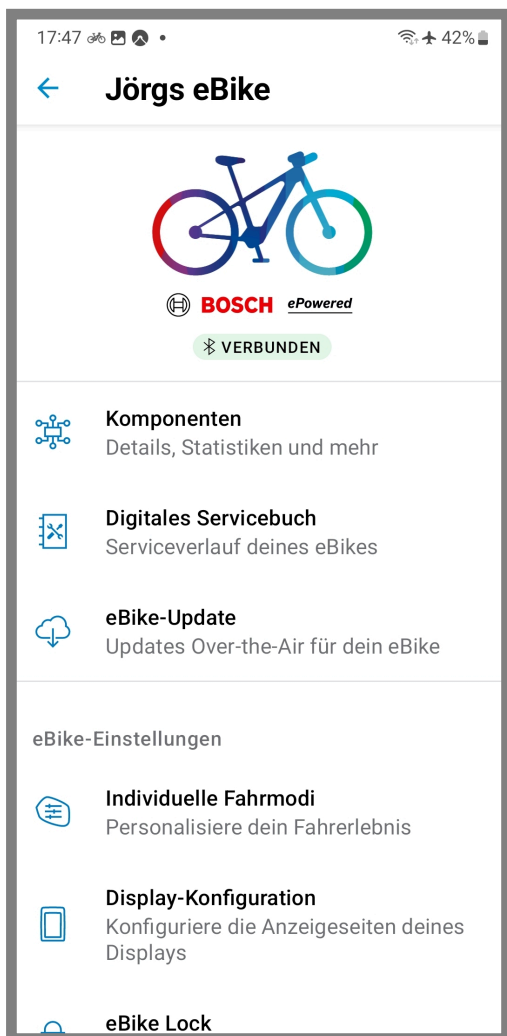 17:47
42%
Jörgs eBike
BOSCH ePowered
VERBUNDEN
Komponenten
Details, Statistiken und mehr
Digitales Servicebuch
Serviceverlauf deines eBikes
eBike-Update
Updates Over-the-Air für dein eBike
eBike-Einstellungen
Individuelle Fahrmodi
Personalisiere dein Fahrerlebnis
Display-Konfiguration
Konfiguriere die Anzeigeseiten deines
Displays
eBike Lock